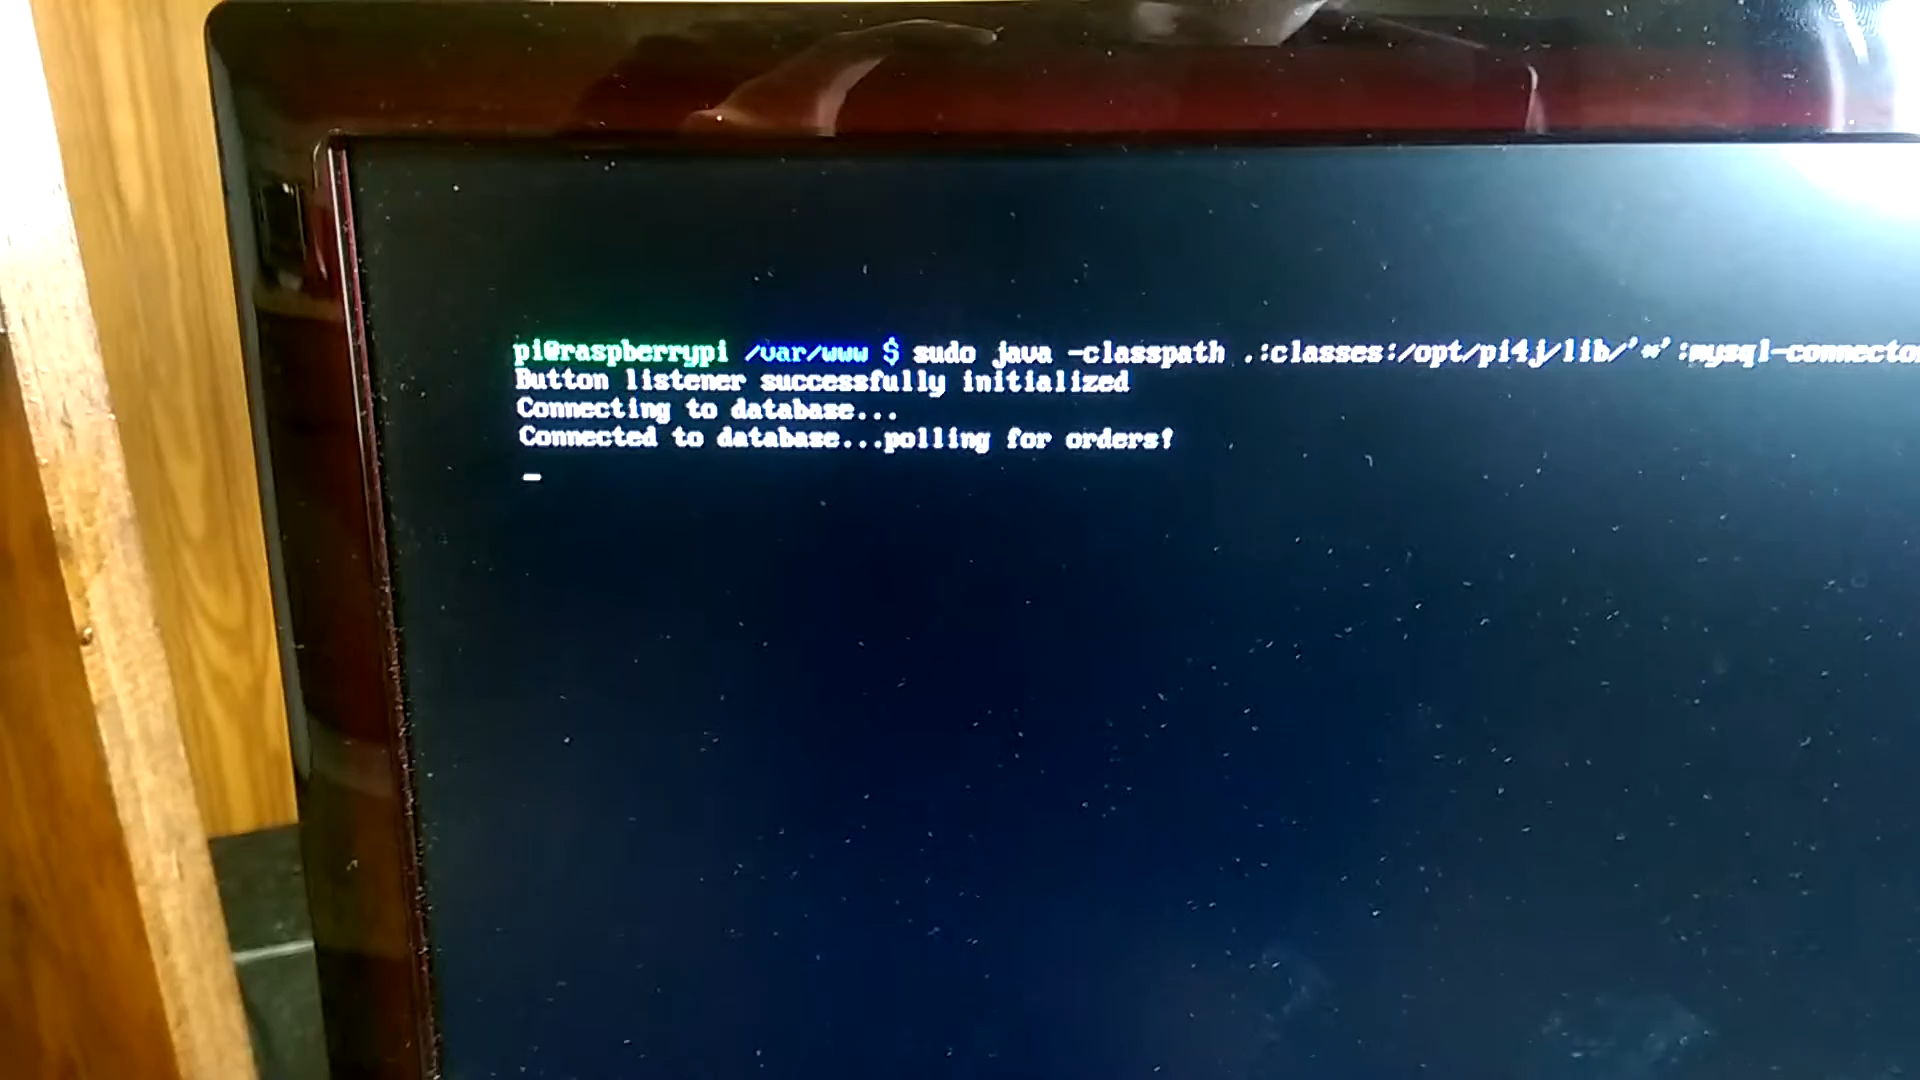 pi@raspberrypi /var/www $ sudo java -classpath .:classes:/opt/pi4j/lib/'*':mysql-connector
Button listener successfully initialized
Connecting to database...
Connected to database...polling for orders!
_